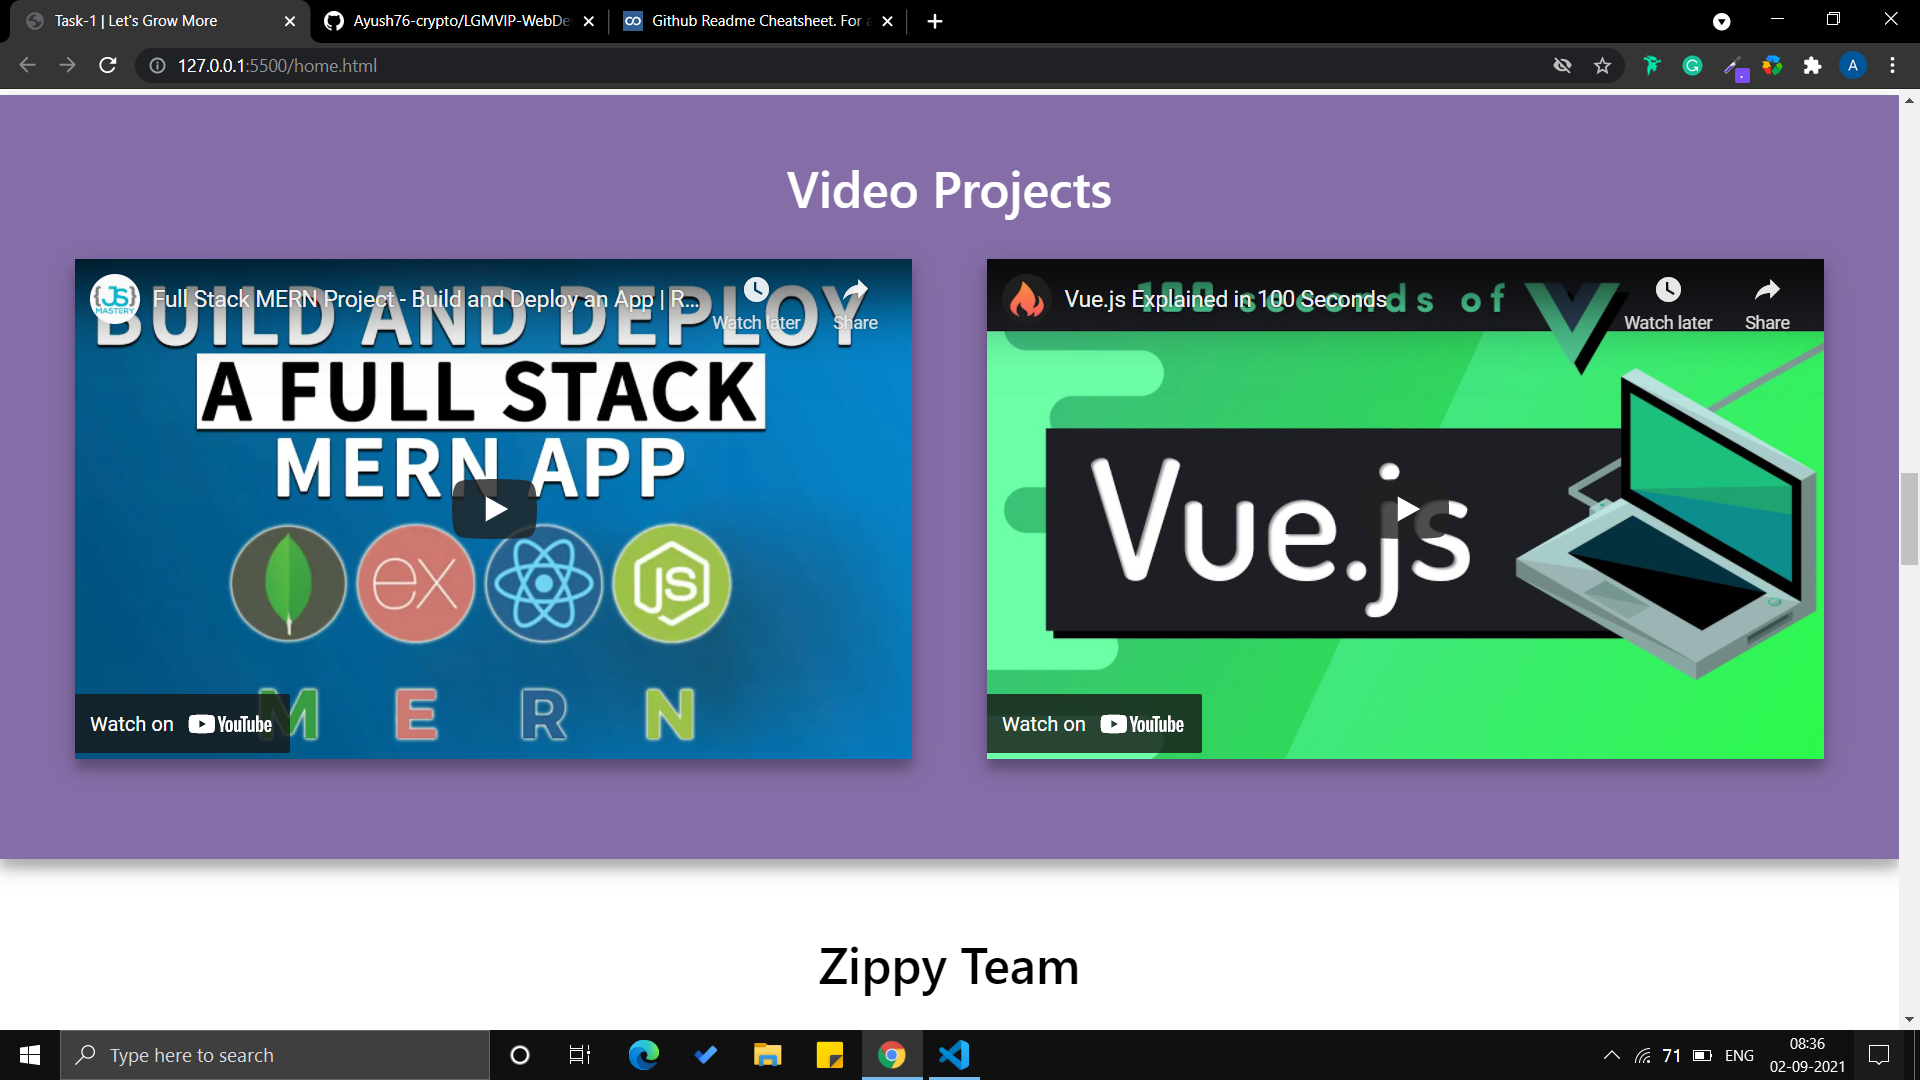 Task-1 | Let's Grow More
Ayush76-crypto/LGMVIP-WebDe
Github Readme Cheatsheet. For a
127.0.0.1:5500/home.html
A
Video Projects
{JS}
MASTERY
Full Stack MERN Project - Build and Deploy an App | R...
Watch later
Share
BUILD AND DEPLOY
A FULL STACK
MERN APP
ex
JS
M E R N
Watch on YouTube
Vue.js Explained in 100 Seconds
Watch later
Share
100 seconds of
Vue.js
Watch on YouTube
Zippy Team
Type here to search
71
ENG
08:36
02-09-2021